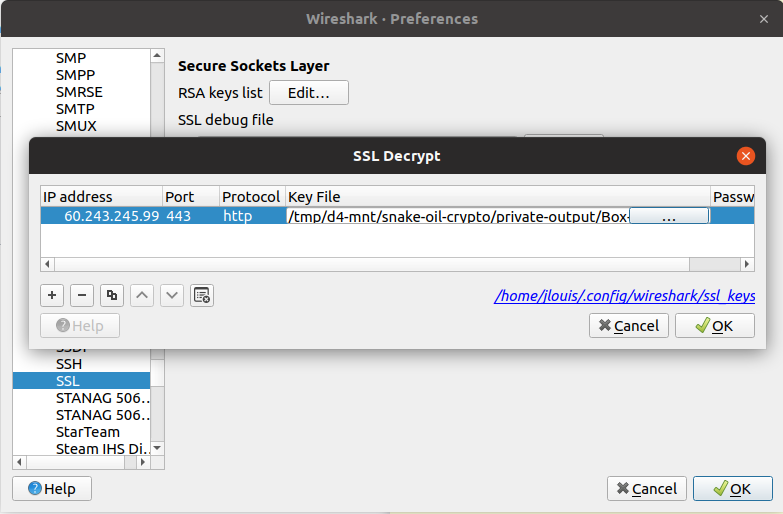 Wireshark · Preferences
SMP
SMPP
SMRSE
SMTP
SMUX
Secure Sockets Layer
RSA keys list Edit…
SSL debug file
SSL Decrypt
IP address Port Protocol Key File Passw
60.243.245.99 443 http /tmp/d4-mnt/snake-oil-crypto/private-output/Box- ...
/home/jlouis/.config/wireshark/ssl_keys
Help Cancel OK
SSH
SSL
STANAG 506…
STANAG 506…
StarTeam
Steam IHS Di…
Help Cancel OK